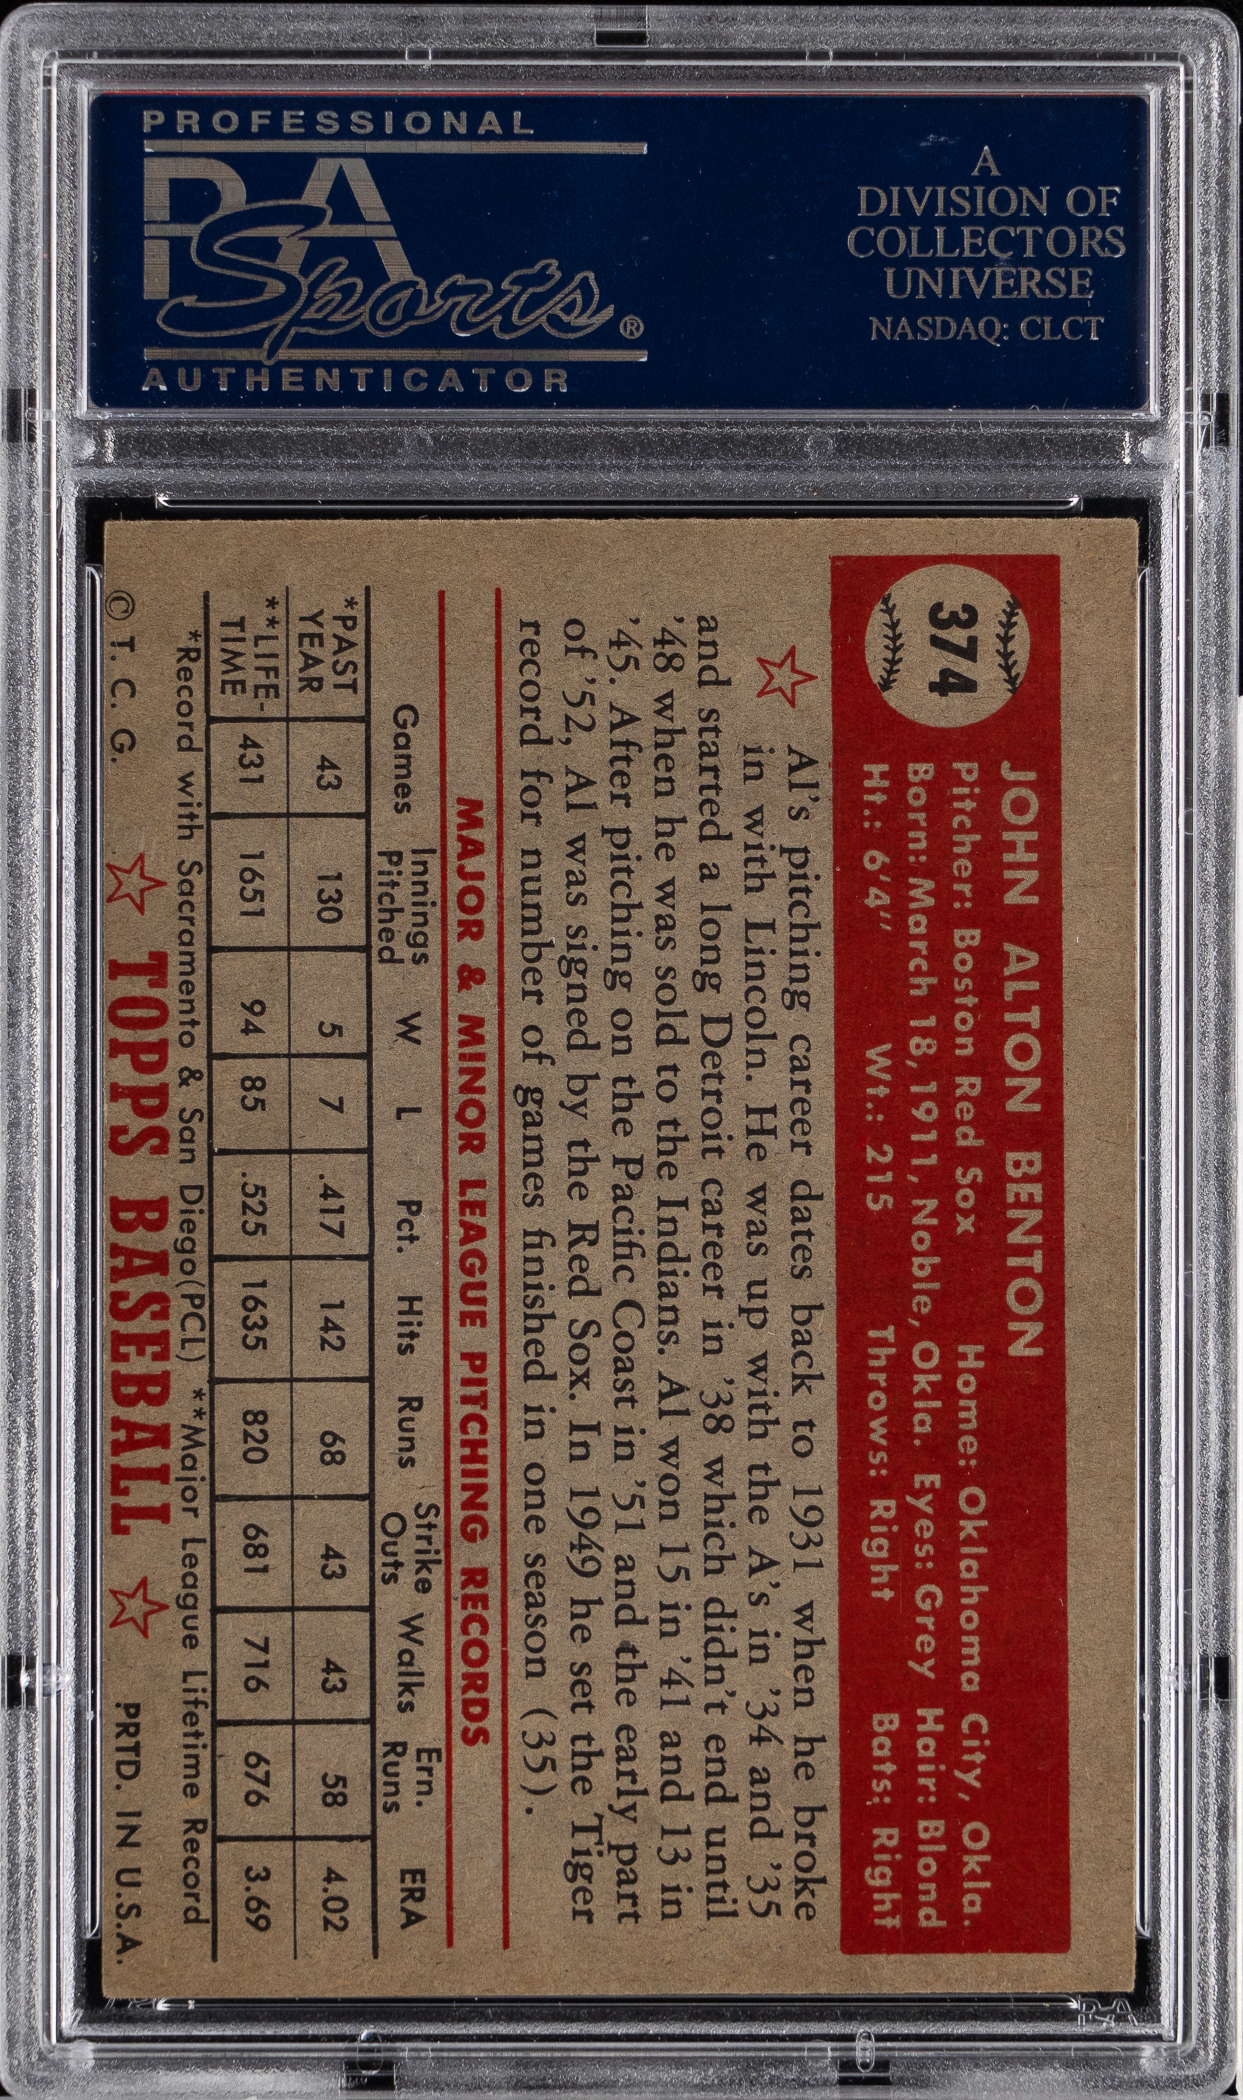 PROFESSIONAL
PSA
Sports®
AUTHENTICATOR
A
DIVISION OF
COLLECTORS
UNIVERSE
NASDAQ: CLCT
374
JOHN ALTON BENTON
Pitcher: Boston Red Sox Home: Oklahoma City, Okla.
Born: March 18, 1911, Noble, Okla. Eyes: Grey Hair: Blond
Ht.: 6'4" Wt.: 215 Throws: Right Bats: Right
Al's pitching career dates back to 1931 when he broke
in with Lincoln. He was up with the A's in '34 and '35
and started a long Detroit career in '38 which didn't end until
'48 when he was sold to the Indians. Al won 15 in '41 and 13 in
'45. After pitching on the Pacific Coast in '51 and the early part
of '52, Al was signed by the Red Sox. In 1949 he set the Tiger
record for number of games finished in one season (35).
MAJOR & MINOR LEAGUE PITCHING RECORDS
Games Innings Pitched W L Pct. Hits Runs Strike Outs Walks Ern. Runs ERA
*PAST YEAR 43 130 5 7 .417 142 68 43 43 58 4.02
**LIFE-TIME 431 1651 94 85 .525 1635 820 681 716 676 3.69
*Record with Sacramento & San Diego (PCL) **Major League Lifetime Record
© T. C. G. TOPPS BASEBALL PRTD. IN U.S.A.
PSA